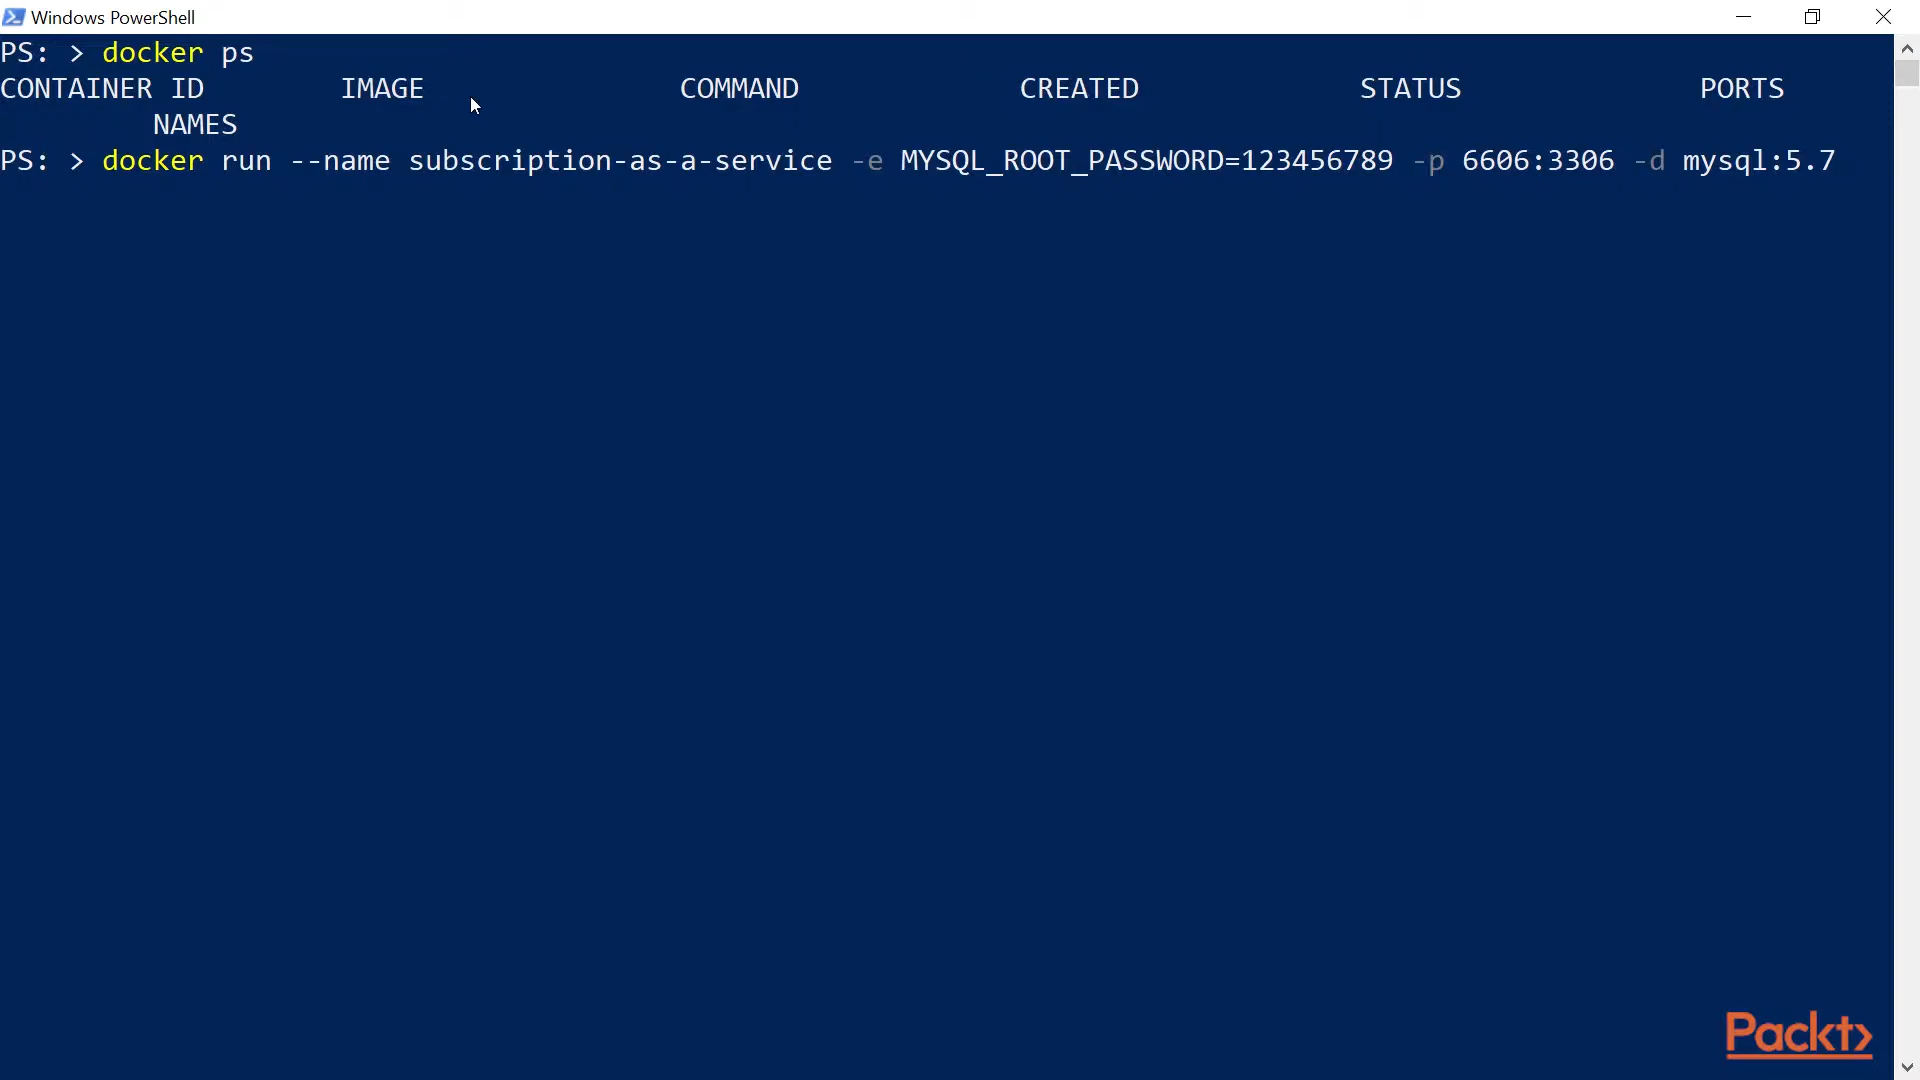 Windows PowerShell
PS: > docker ps
CONTAINER ID IMAGE COMMAND CREATED STATUS PORTS
NAMES
PS: > docker run --name subscription-as-a-service -e MYSQL_ROOT_PASSWORD=123456789 -p 6606:3306 -d mysql:5.7
Packt>